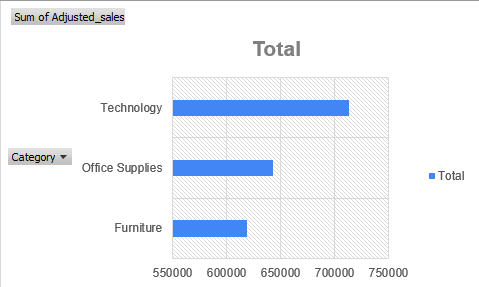 Sum of Adjusted_sales
Total
Technology
Category
Office Supplies
Total
Furniture
550000 600000 650000 700000 750000